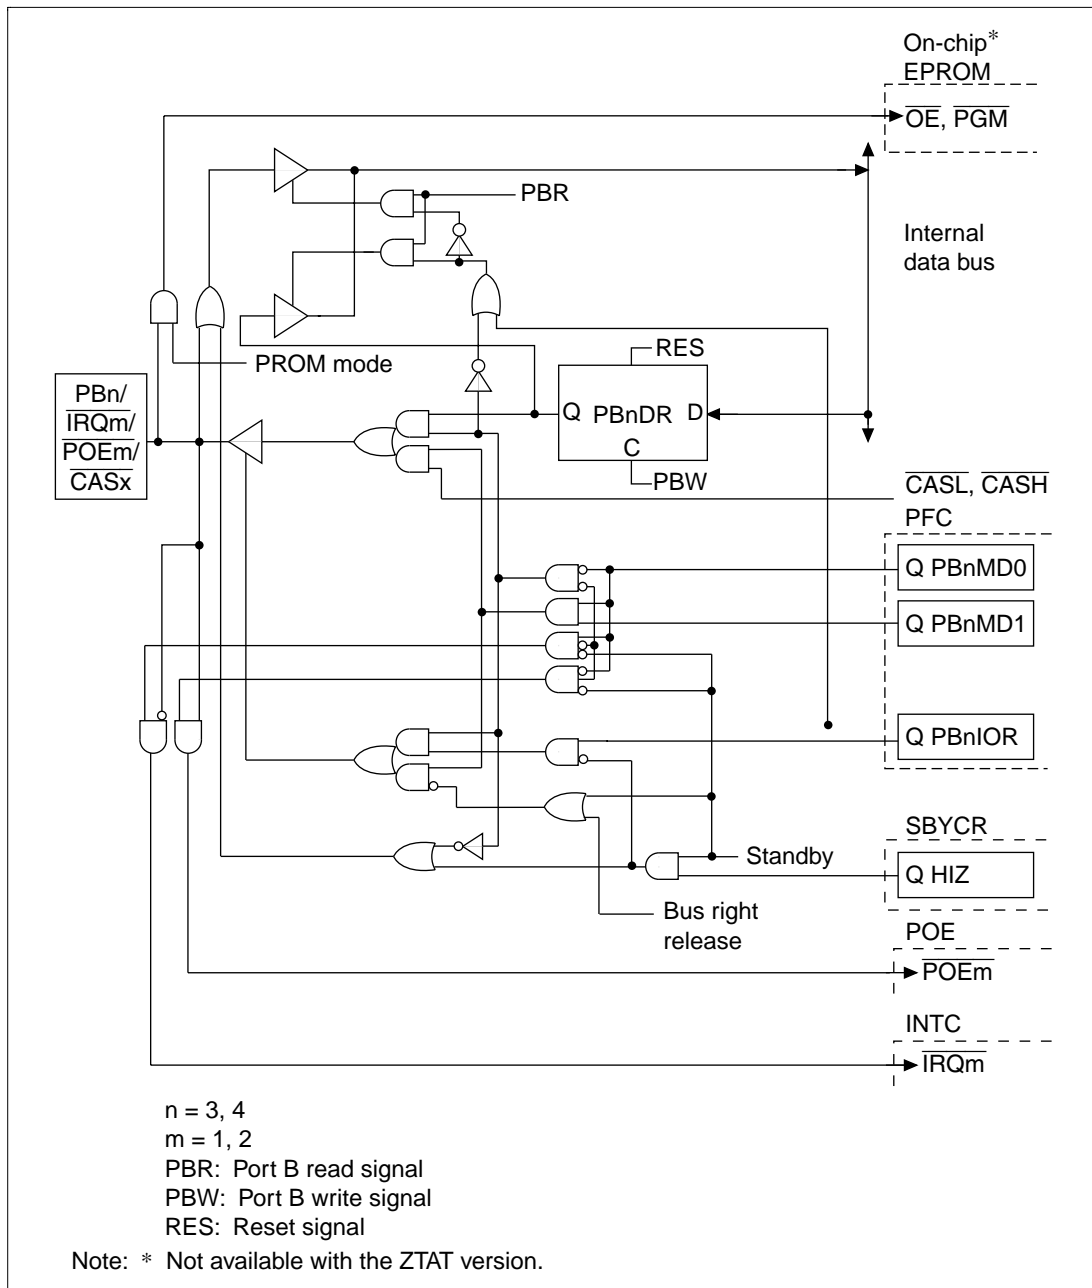 On-chip*
EPROM
OE, PGM
PBR
Internal
data bus
PROM mode
RES
PBn/
IRQm/
POEm/
CASx
Q PBnDR D
C
PBW
CASL, CASH
PFC
Q PBnMD0
Q PBnMD1
Q PBnIOR
SBYCR
Standby
Q HIZ
Bus right
release
POE
POEm
INTC
IRQm
n = 3, 4
m = 1, 2
PBR: Port B read signal
PBW: Port B write signal
RES: Reset signal
Note: * Not available with the ZTAT version.